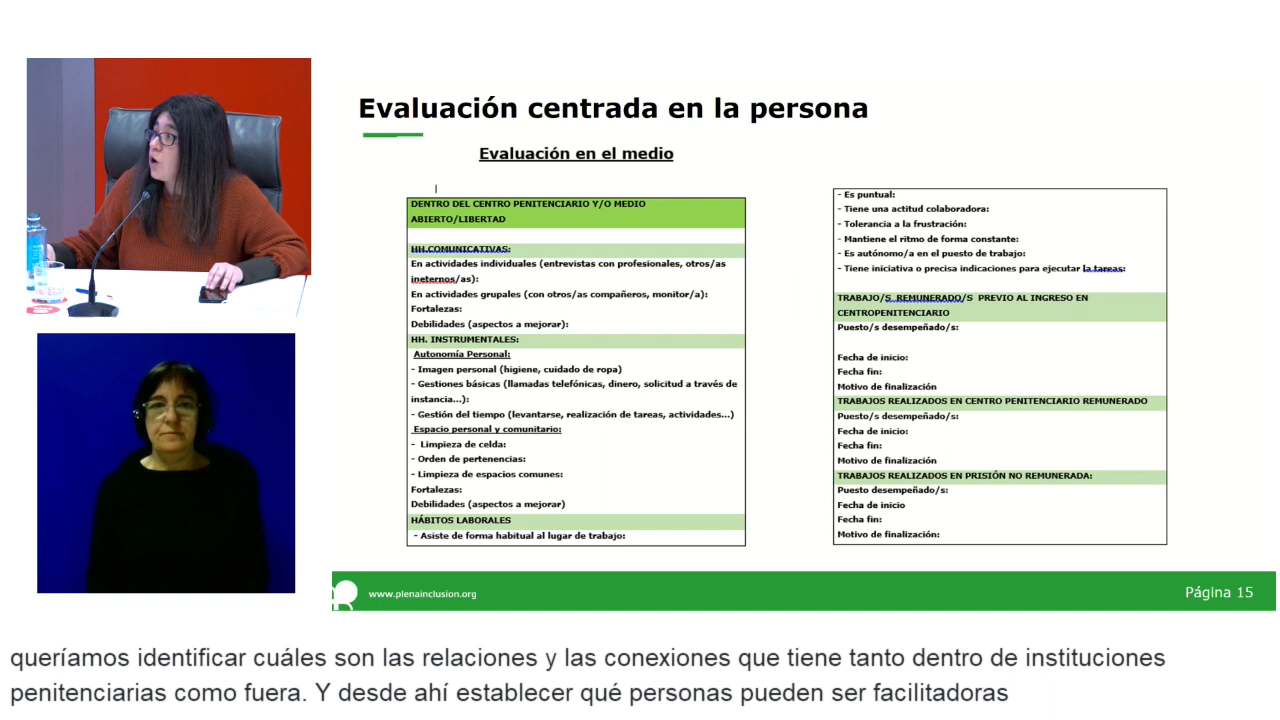 Evaluación centrada en la persona
Evaluación en el medio
DENTRO DEL CENTRO PENITENCIARIO Y/O MEDIO
ABIERTO/LIBERTAD
HH.COMUNICATIVAS:
En actividades individuales (entrevistas con profesionales, otros/as
ineternos/as):
En actividades grupales (con otros/as compañeros, monitor/a):
Fortalezas:
Debilidades (aspectos a mejorar):
HH. INSTRUMENTALES:
Autonomía Personal:
- Imagen personal (higiene, cuidado de ropa)
- Gestiones básicas (llamadas telefónicas, dinero, solicitud a través de
instancia...):
- Gestión del tiempo (levantarse, realización de tareas, actividades...)
Espacio personal y comunitario:
- Limpieza de celda:
- Orden de pertenencias:
- Limpieza de espacios comunes:
Fortalezas:
Debilidades (aspectos a mejorar)
HÁBITOS LABORALES
- Asiste de forma habitual al lugar de trabajo:
- Es puntual:
- Tiene una actitud colaboradora:
- Tolerancia a la frustración:
- Mantiene el ritmo de forma constante:
- Es autónomo/a en el puesto de trabajo:
- Tiene iniciativa o precisa indicaciones para ejecutar la tareas:
TRABAJO/S REMUNERADO/S PREVIO AL INGRESO EN
CENTROPENITENCIARIO
Puesto/s desempeñado/s:
Fecha de inicio:
Fecha fin:
Motivo de finalización
TRABAJOS REALIZADOS EN CENTRO PENITENCIARIO REMUNERADO
Puesto/s desempeñado/s:
Fecha de inicio:
Fecha fin:
Motivo de finalización
TRABAJOS REALIZADOS EN PRISIÓN NO REMUNERADA:
Puesto desempeñado/s:
Fecha de inicio
Fecha fin:
Motivo de finalización:
www.plenainclusion.org
Página 15
queríamos identificar cuáles son las relaciones y las conexiones que tiene tanto dentro de instituciones
penitenciarias como fuera. Y desde ahí establecer qué personas pueden ser facilitadoras